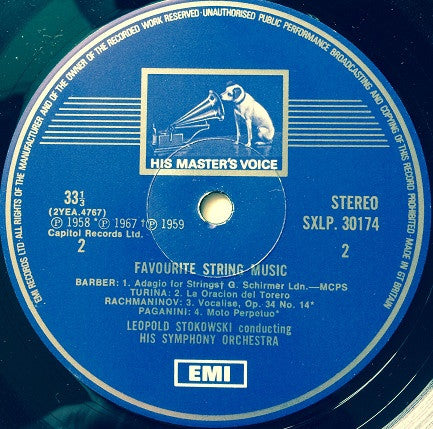 EMI RECORDS LTD · ALL RIGHTS OF THE MANUFACTURER AND OF THE OWNER OF THE RECORDED WORK RESERVED · UNAUTHORISED PUBLIC PERFORMANCE BROADCASTING AND COPYING OF THIS RECORD PROHIBITED · MADE IN GT BRITAIN
HIS MASTER'S VOICE
33⅓
(2YEA.4767)
Ⓟ 1958 *Ⓟ 1967 †Ⓟ 1959
Capitol Records Ltd.
2
STEREO
SXLP. 30174
2
FAVOURITE STRING MUSIC
BARBER: 1. Adagio for Strings† G. Schirmer Ldn.—MCPS
TURINA: 2. La Oracion del Torero
RACHMANINOV: 3. Vocalise, Op. 34 No. 14*
PAGANINI: 4. Moto Perpetuo*
LEOPOLD STOKOWSKI conducting
HIS SYMPHONY ORCHESTRA
EMI